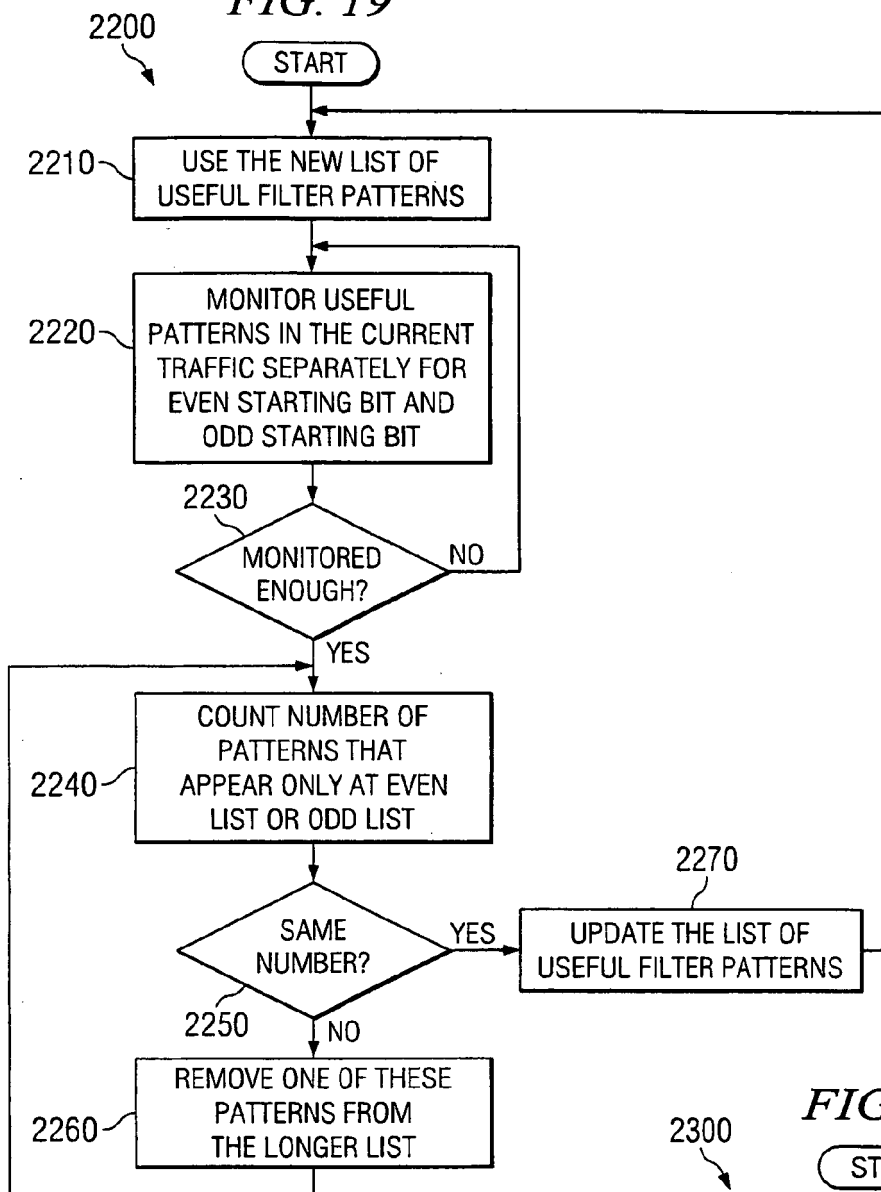 FIG. 19
2200
START
2210
USE THE NEW LIST OF
USEFUL FILTER PATTERNS
2220
MONITOR USEFUL
PATTERNS IN THE CURRENT
TRAFFIC SEPARATELY FOR
EVEN STARTING BIT AND
ODD STARTING BIT
2230
MONITORED
ENOUGH?
NO
YES
2240
COUNT NUMBER OF
PATTERNS THAT
APPEAR ONLY AT EVEN
LIST OR ODD LIST
SAME
NUMBER?
YES
2250
NO
2270
UPDATE THE LIST OF
USEFUL FILTER PATTERNS
2260
REMOVE ONE OF THESE
PATTERNS FROM
THE LONGER LIST
2300
FIG
ST